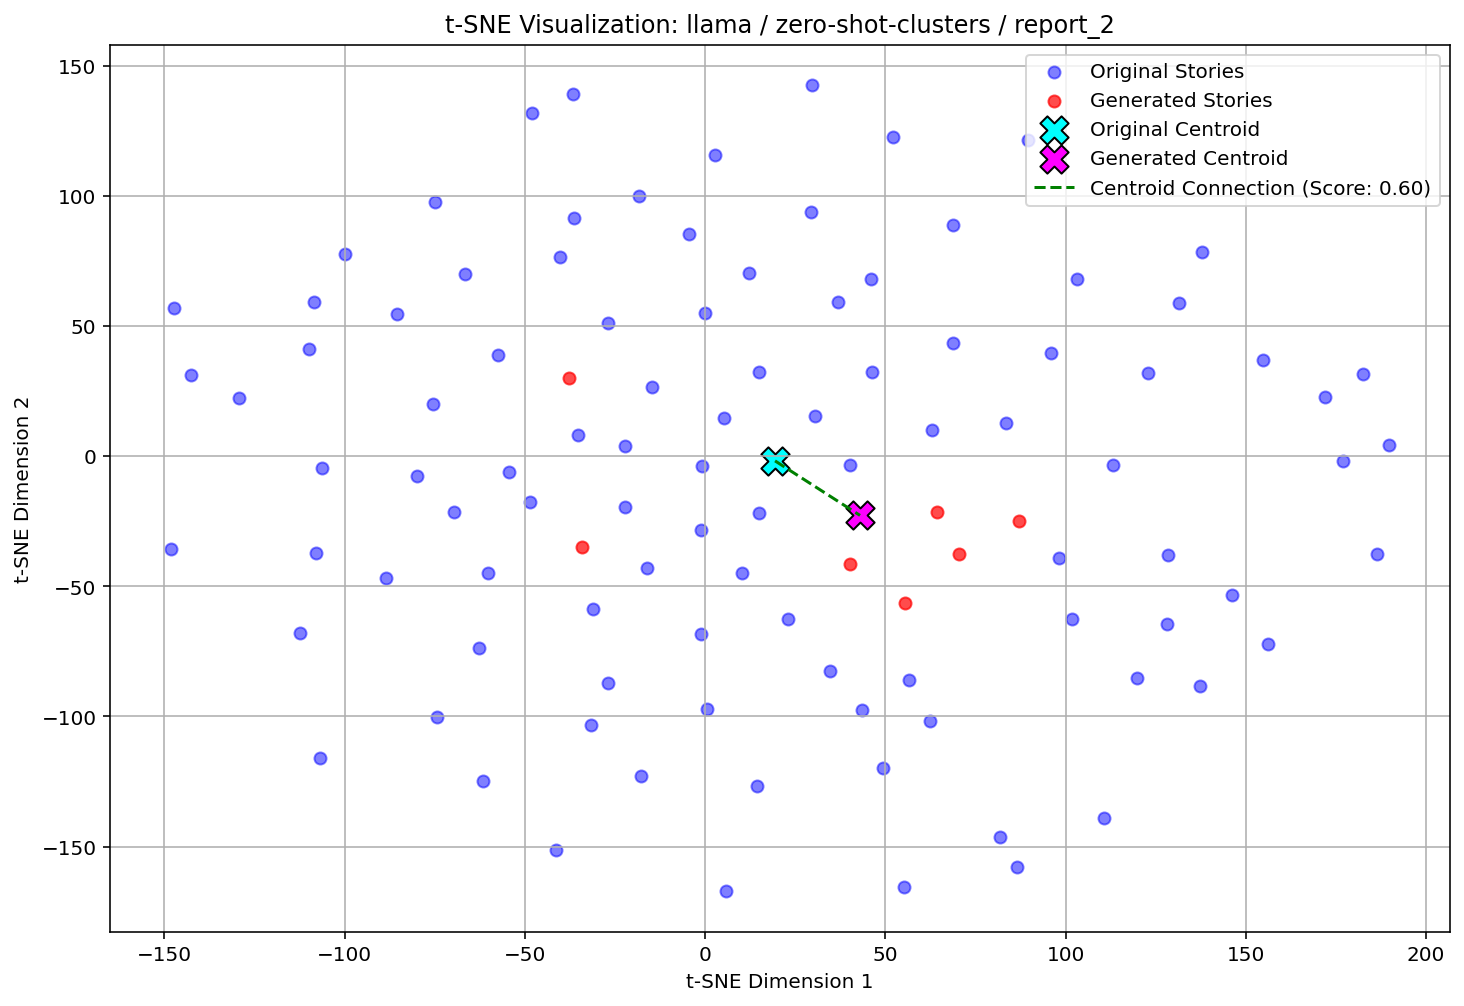 t-SNE Visualization: llama / zero-shot-clusters / report_2
Original Stories
Generated Stories
Original Centroid
Generated Centroid
Centroid Connection (Score: 0.60)
150
100
50
0
−50
−100
−150
t-SNE Dimension 2
−150
−100
−50
0
50
100
150
200
t-SNE Dimension 1